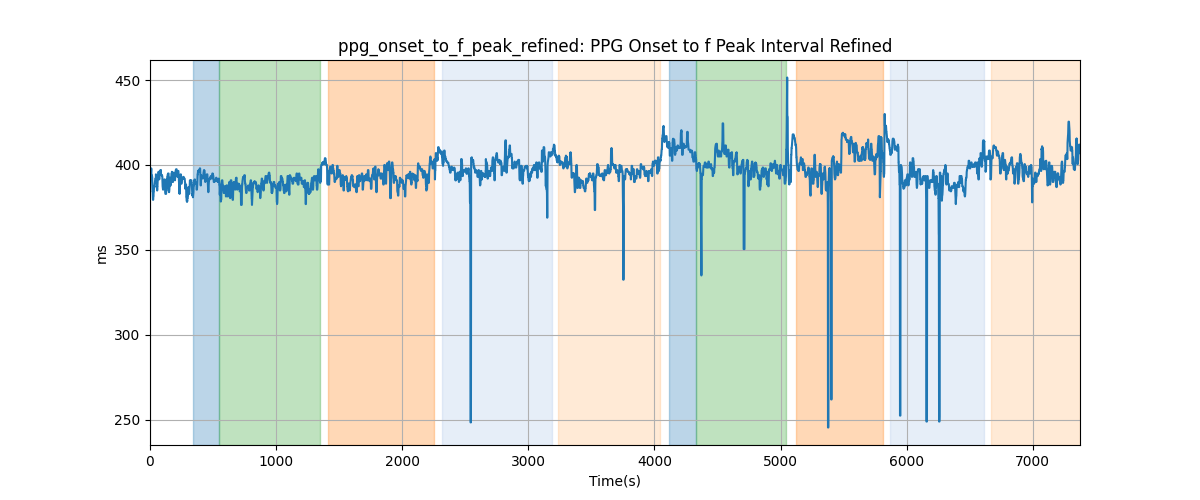 ppg_onset_to_f_peak_refined: PPG Onset to f Peak Interval Refined
450
400
350
300
250
ms
0 1000 2000 3000 4000 5000 6000 7000
Time(s)